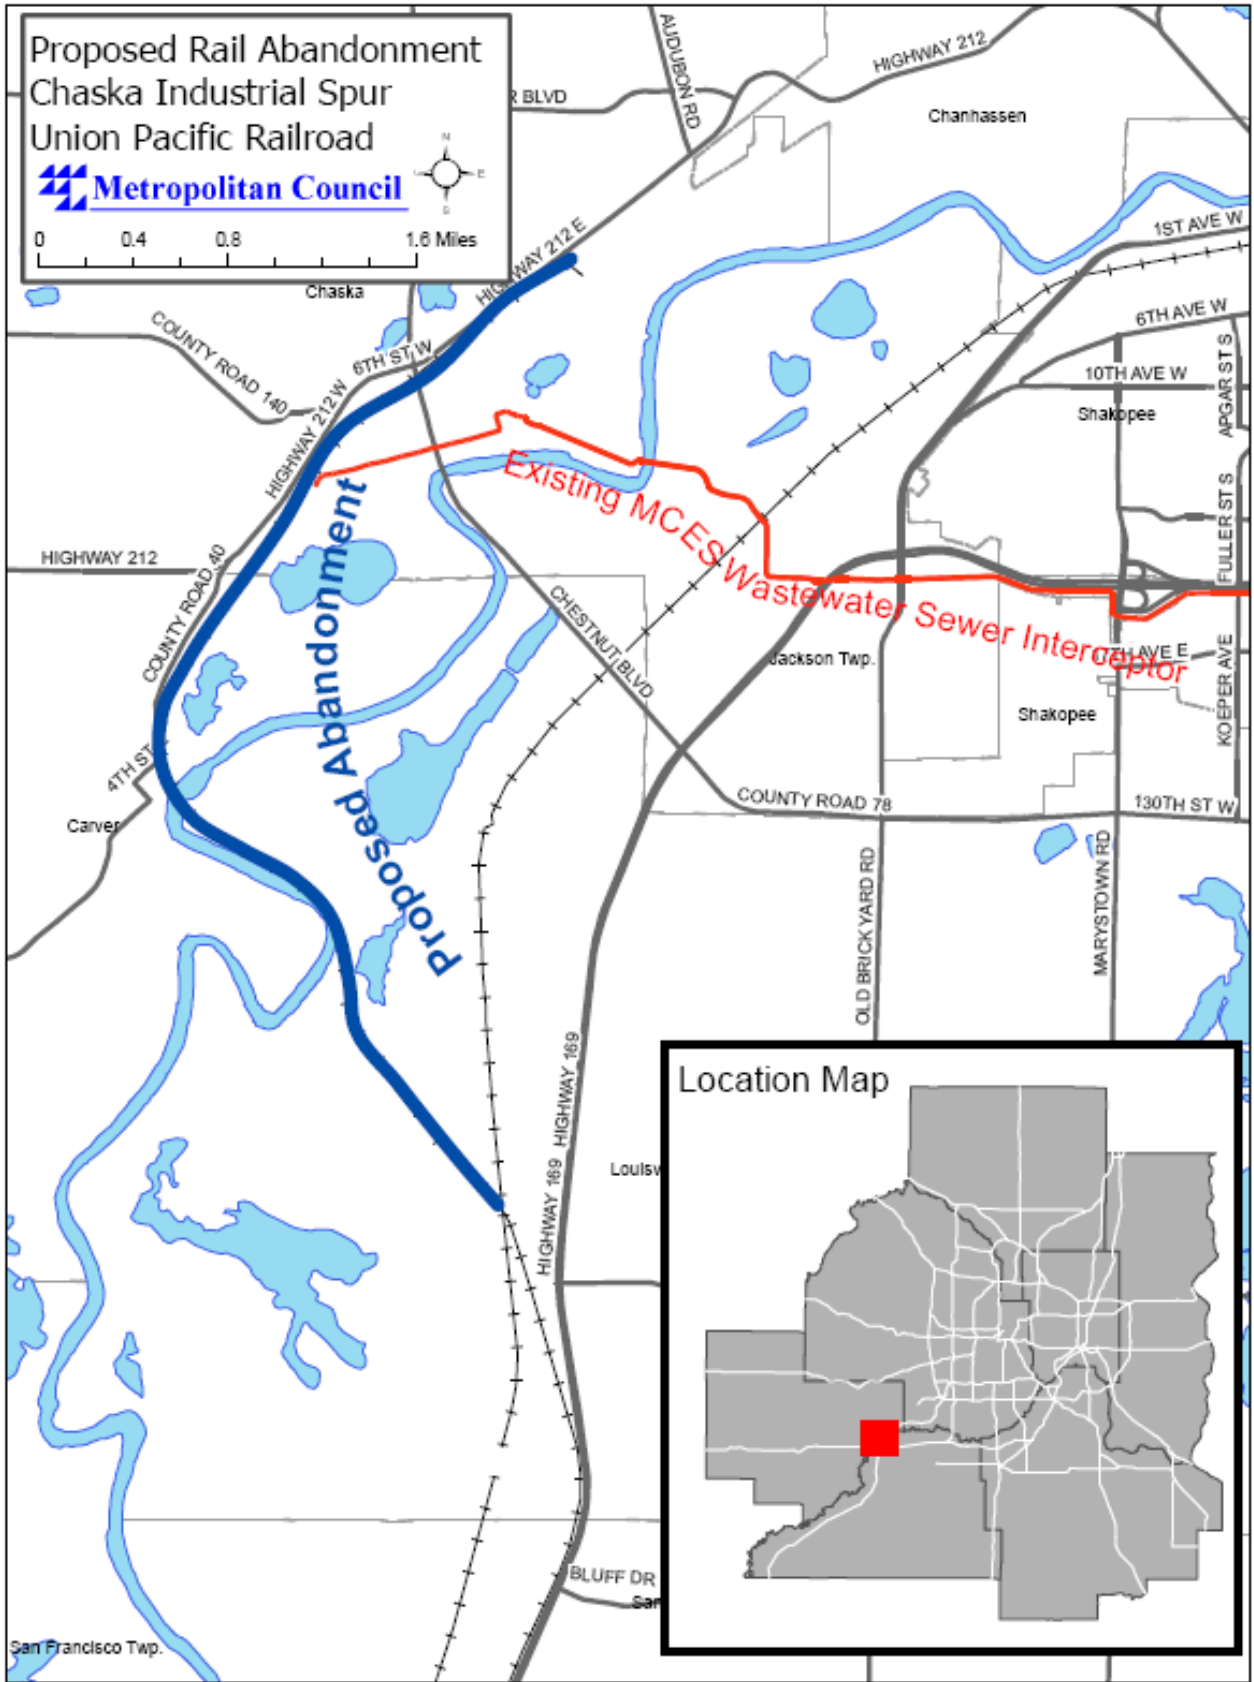 Proposed Rail Abandonment
Chaska Industrial Spur
Union Pacific Railroad
Metropolitan Council
N
E
S
0 0.4 0.8 1.6 Miles
R BLVD
AUDUBON RD
HIGHWAY 212
Chanhassen
1ST AVE W
HIGHWAY 212 E
Chaska
COUNTY ROAD 140
6TH ST W
HIGHWAY 212 W
6TH AVE W
10TH AVE W
APGAR ST S
Shakopee
Existing MCES Wastewater Sewer Interceptor
FULLER ST S
HIGHWAY 212
COUNTY ROAD 40
Proposed Abandonment
CHESTNUT BLVD
Jackson Twp.
17TH AVE E
KOEPER AVE
Shakopee
4TH ST
Carver
COUNTY ROAD 78
130TH ST W
OLD BRICK YARD RD
MARYSTOWN RD
HIGHWAY 169
HIGHWAY 169
Louisv
Location Map
BLUFF DR
San
San Francisco Twp.